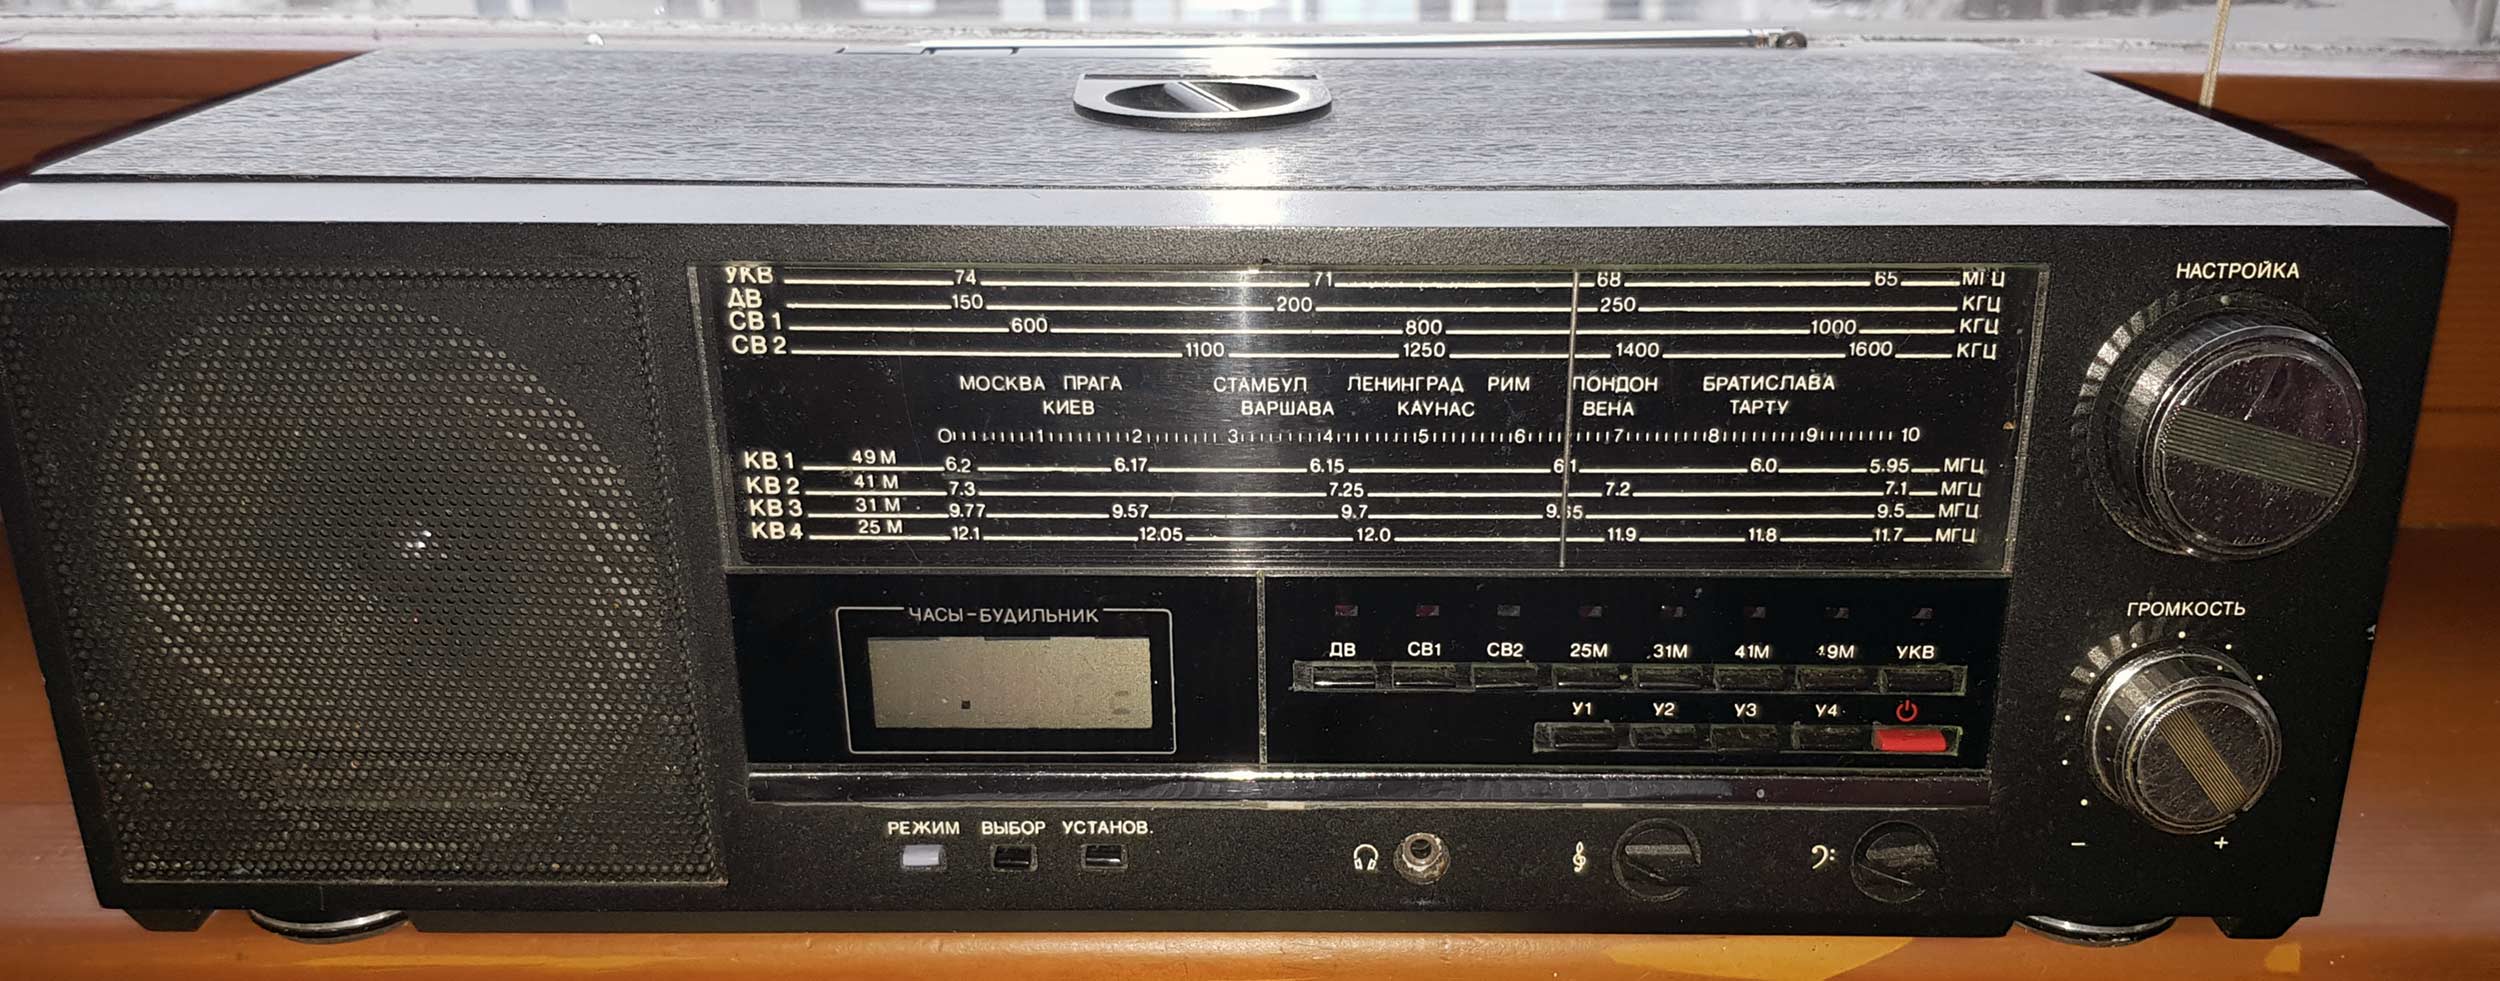 НАСТРОЙКА
УКВ 74 71 68 65 МГЦ
ДВ 150 200 250 КГЦ
СВ 1 600 800 1000 КГЦ
СВ 2 1100 1250 1400 1600 КГЦ
МОСКВА ПРАГА СТАМБУЛ ЛЕНИНГРАД РИМ ЛОНДОН БРАТИСЛАВА
КИЕВ ВАРШАВА КАУНАС ВЕНА ТАРТУ
0 1 2 3 4 5 6 7 8 9 10
КВ 1 49 М 6.2 6.17 6.15 6.1 6.0 5.95 МГЦ
КВ 2 41 М 7.3 7.25 7.2 7.1 МГЦ
КВ 3 31 М 9.77 9.57 9.7 9.65 9.5 МГЦ
КВ 4 25 М 12.1 12.05 12.0 11.9 11.8 11.7 МГЦ
ЧАСЫ-БУДИЛЬНИК
ГРОМКОСТЬ
ДВ СВ1 СВ2 25М 31М 41М 49М УКВ
У1 У2 У3 У4
РЕЖИМ ВЫБОР УСТАНОВ.
- +